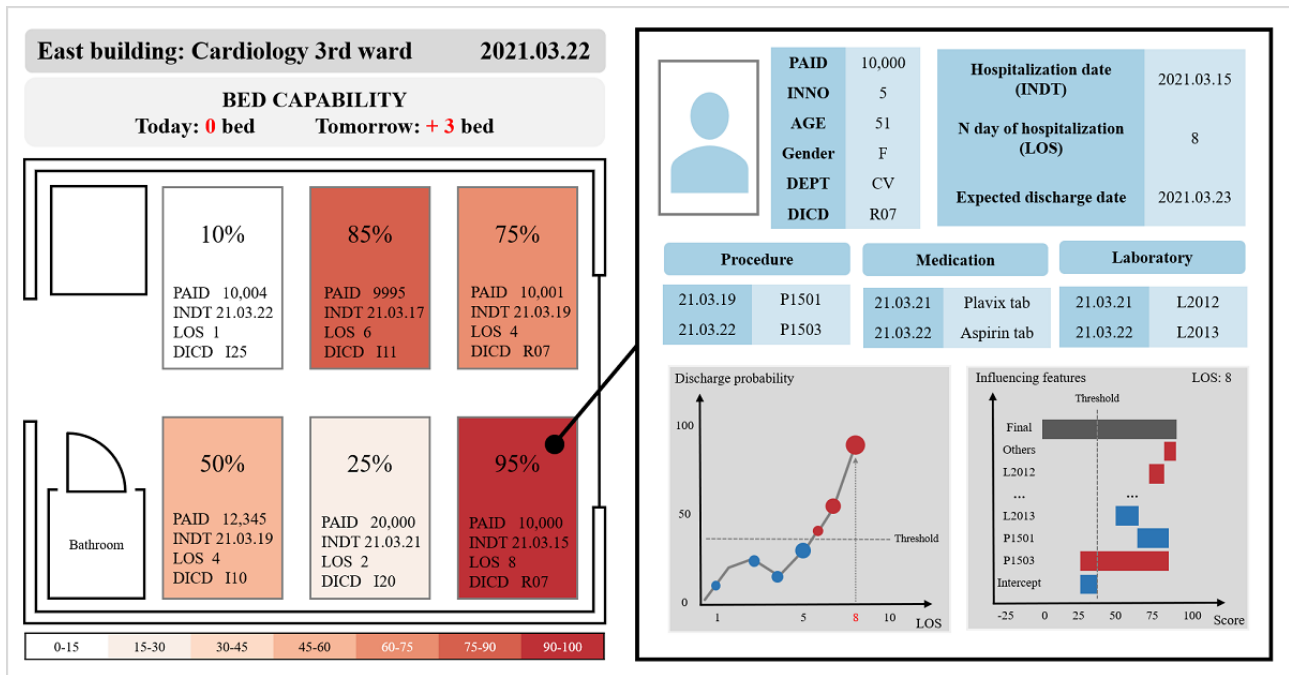 East building: Cardiology 3rd ward 2021.03.22
BED CAPABILITY
Today: 0 bed Tomorrow: + 3 bed
10%
PAID 10,004
INDT 21.03.22
LOS 1
DICD I25
85%
PAID 9995
INDT 21.03.17
LOS 6
DICD I11
75%
PAID 10,001
INDT 21.03.19
LOS 4
DICD R07
Bathroom
50%
PAID 12,345
INDT 21.03.19
LOS 4
DICD I10
25%
PAID 20,000
INDT 21.03.21
LOS 2
DICD I20
95%
PAID 10,000
INDT 21.03.15
LOS 8
DICD R07
0-15 15-30 30-45 45-60 60-75 75-90 90-100
PAID 10,000
INNO 5
AGE 51
Gender F
DEPT CV
DICD R07
Hospitalization date
(INDT) 2021.03.15
N day of hospitalization
(LOS) 8
Expected discharge date 2021.03.23
Procedure
21.03.19 P1501
21.03.22 P1503
Medication
21.03.21 Plavix tab
21.03.22 Aspirin tab
Laboratory
21.03.21 L2012
21.03.22 L2013
Discharge probability
100
50
0
Threshold
1 5 8 10 LOS
Influencing features LOS: 8
Threshold
Final
Others
L2012
... ...
L2013
P1501
P1503
Intercept
-25 0 25 50 75 100 Score